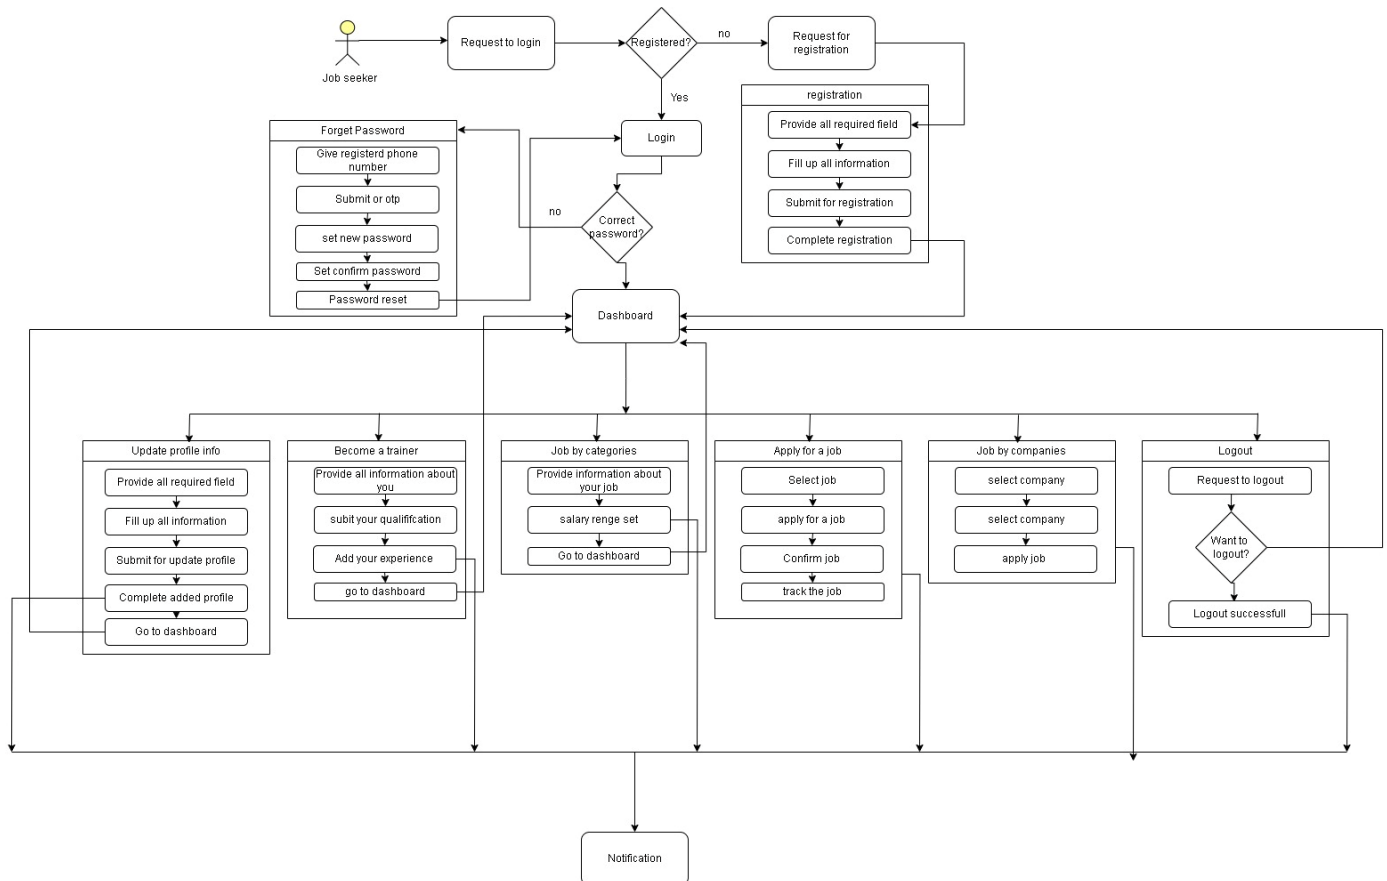 Request to login
Registered?
no
Request for
registration
Job seeker
Yes
registration
Provide all required field
Fill up all information
Submit for registration
Complete registration
Forget Password
Give registerd phone
number
Submit or otp
set new password
Set confirm password
Password reset
Login
no
Correct
password?
Dashboard
Update profile info
Provide all required field
Fill up all information
Submit for update profile
Complete added profile
Go to dashboard
Become a trainer
Provide all information about
you
subit your qualififcation
Add your experience
go to dashboard
Job by categories
Provide information about
your job
salary renge set
Go to dashboard
Apply for a job
Select job
apply for a job
Confirm job
track the job
Job by companies
select company
select company
apply job
Logout
Request to logout
Want to
logout?
Logout successfull
Notification